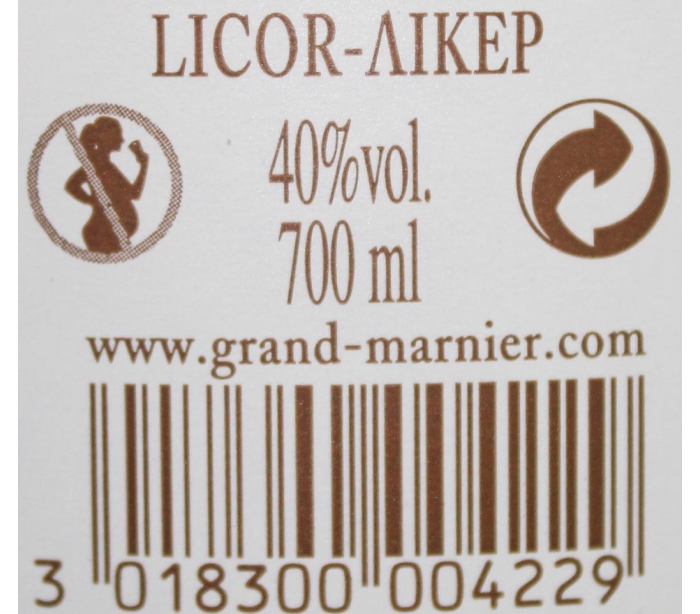 LICOR-ΛΙΚΕΡ
40%vol.
700 ml
www.grand-marnier.com
3 018300 004229